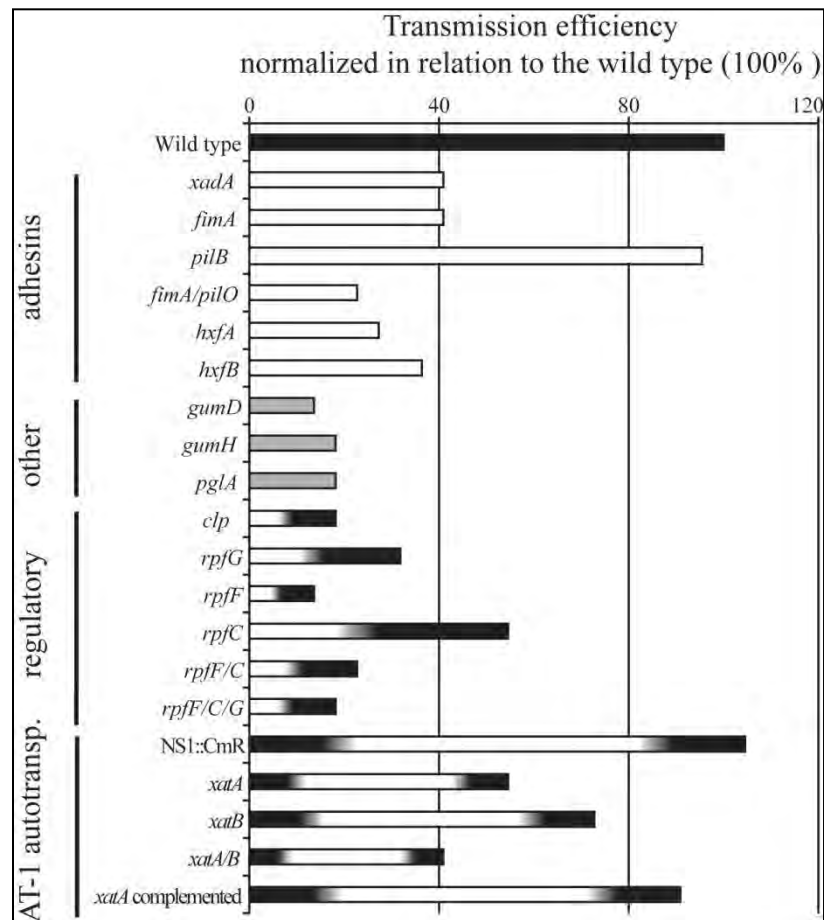 Transmission efficiency
normalized in relation to the wild type (100% )
0 40 80 120
Wild type
adhesins
xadA
fimA
pilB
fimA/pilO
hxfA
hxfB
other
gumD
gumH
pglA
regulatory
clp
rpfG
rpfF
rpfC
rpfF/C
rpfF/C/G
AT-1 autotransp.
NS1::CmR
xatA
xatB
xatA/B
xatA complemented